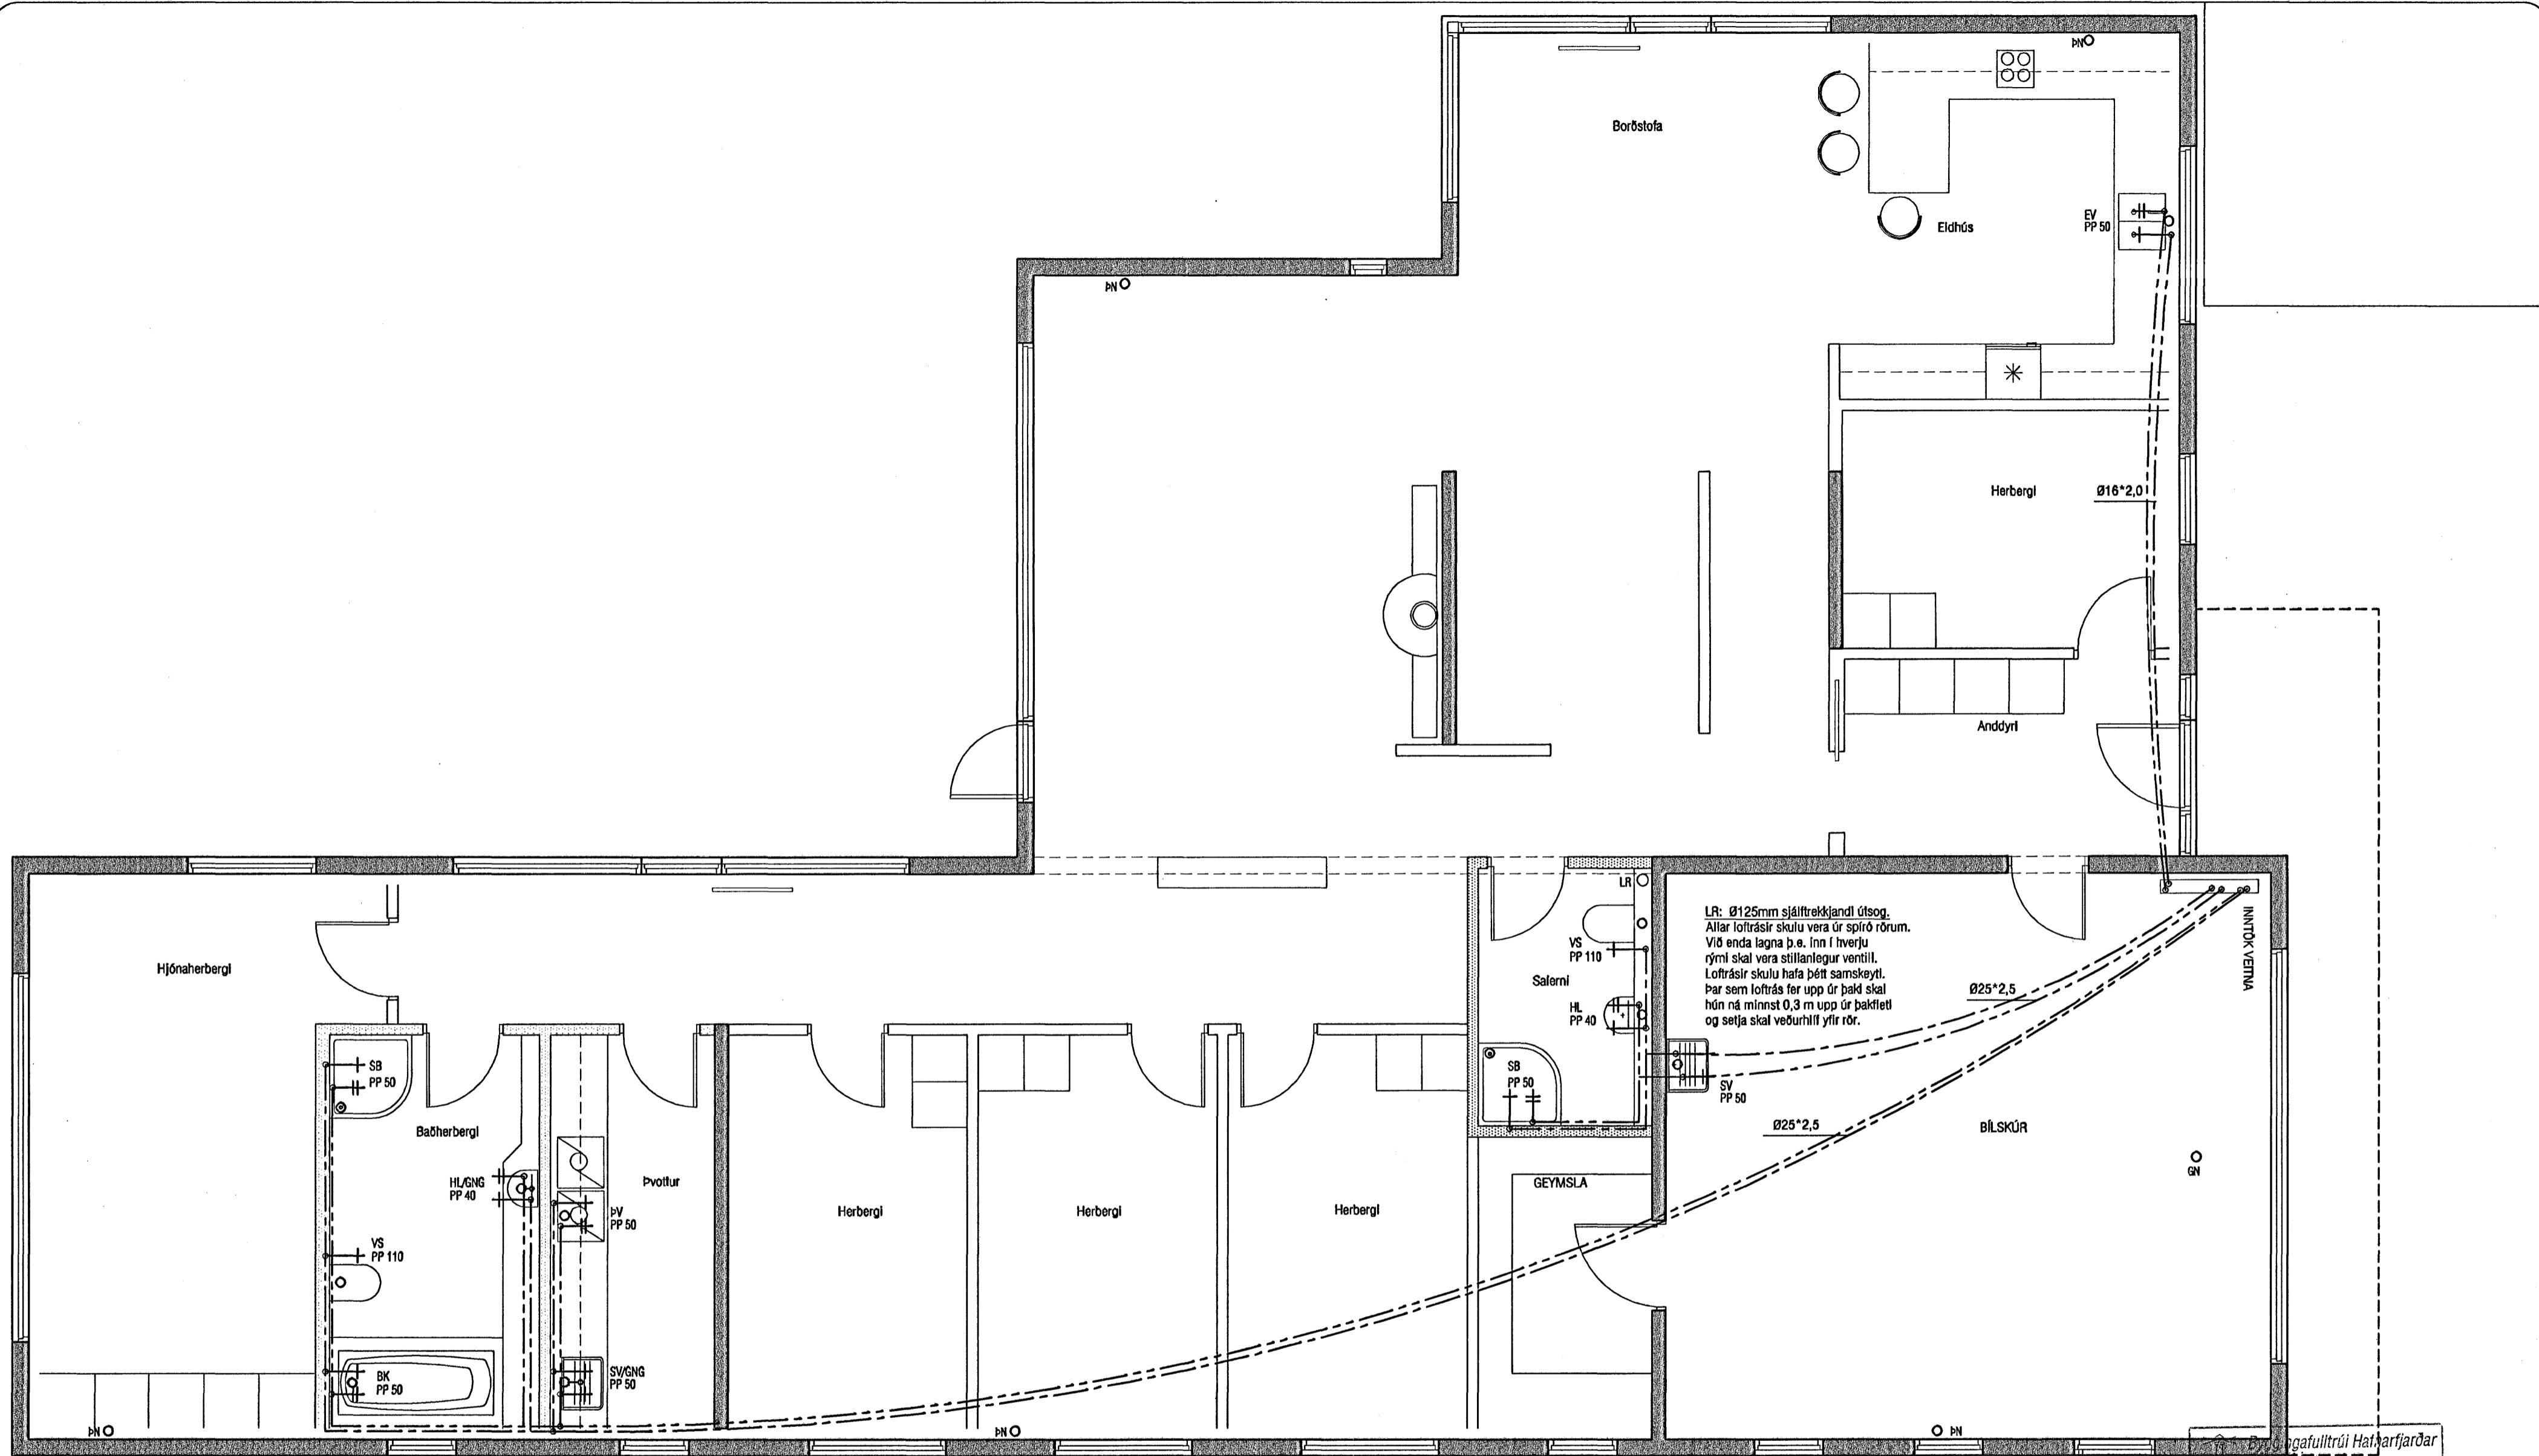 ÞN
Borðstofa
Eldhús
EV
PP 50
ÞN
Herbergi
Ø16*2,0
Anddyri
LR
LR: Ø125mm sjálftrekkjandi útsog.
Allar loftrásir skulu vera úr spíró rörum.
Við enda lagna þ.e. inn í hverju
rými skal vera stillanlegur ventill.
Loftrásir skulu hafa þétt samskeyti.
Þar sem loftrás fer upp úr þaki skal
hún ná minnst 0,3 m upp úr þakfleti
og setja skal veðurhlíf yfir rör.
INNTÖK VEITNA
VS
PP 110
Hjónaherbergi
Salerni
Ø25*2,5
HL
PP 40
SB
PP 50
SB
PP 50
SV
PP 50
Baðherbergi
Ø25*2,5
BÍLSKÚR
GN
HL/GNG
PP 40
Þvottur
GEYMSLA
ÞV
PP 50
Herbergi
Herbergi
Herbergi
VS
PP 110
BK
PP 50
SV/GNG
PP 50
ÞN
ÞN
ÞN
Byggingafulltrúi Hafnarfjarðar